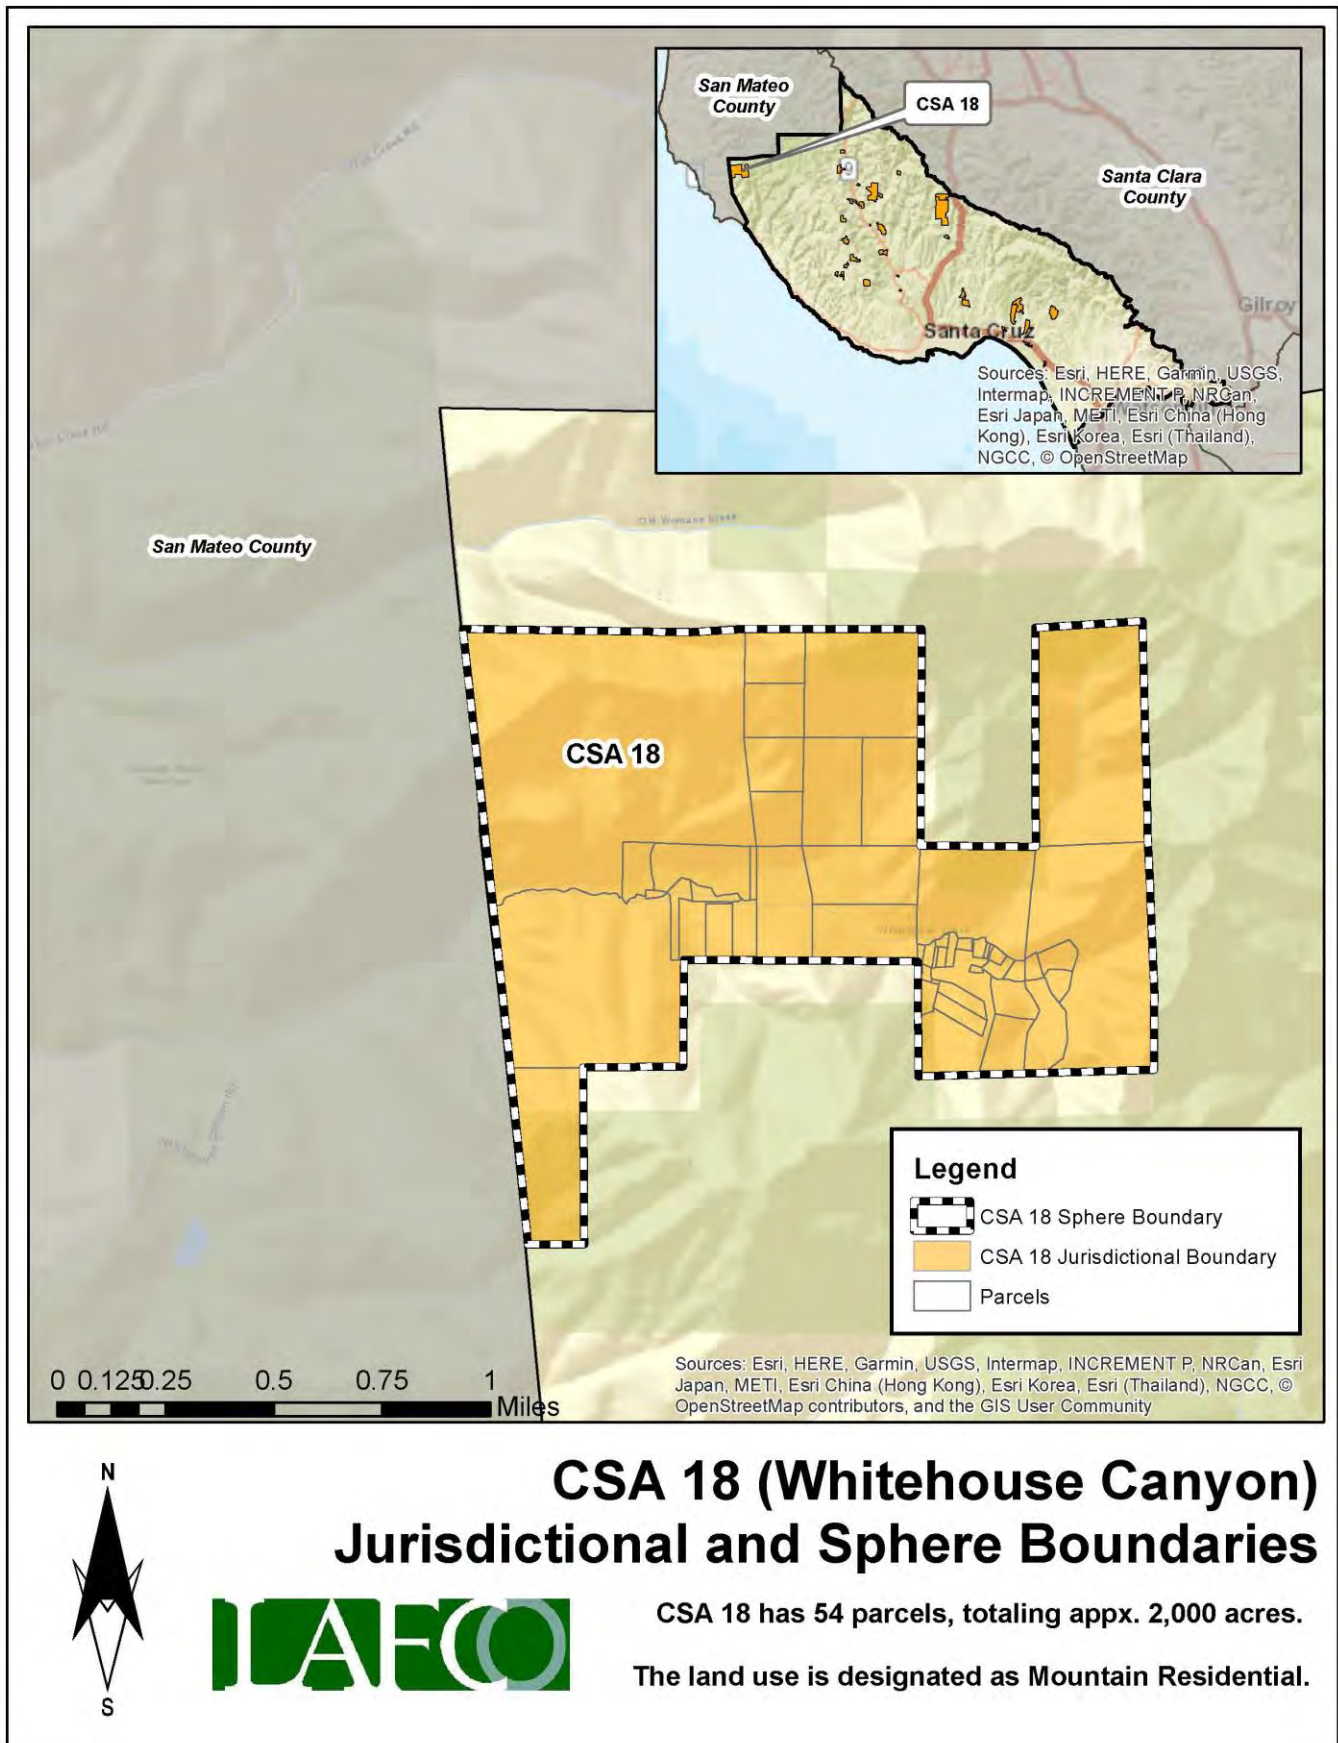 San Mateo
County
CSA 18
Santa Clara
County
9
Gilroy
Santa Cruz
Sources: Esri, HERE, Garmin, USGS,
Intermap, INCREMENT P, NRCan,
Esri Japan, METI, Esri China (Hong
Kong), Esri Korea, Esri (Thailand),
NGCC, © OpenStreetMap
San Mateo County
CSA 18
Legend
CSA 18 Sphere Boundary
CSA 18 Jurisdictional Boundary
Parcels
0 0.125 0.25 0.5 0.75 1
Miles
Sources: Esri, HERE, Garmin, USGS, Intermap, INCREMENT P, NRCan, Esri
Japan, METI, Esri China (Hong Kong), Esri Korea, Esri (Thailand), NGCC, ©
OpenStreetMap contributors, and the GIS User Community
N
S
CSA 18 (Whitehouse Canyon)
Jurisdictional and Sphere Boundaries
LAFCO
CSA 18 has 54 parcels, totaling appx. 2,000 acres.
The land use is designated as Mountain Residential.